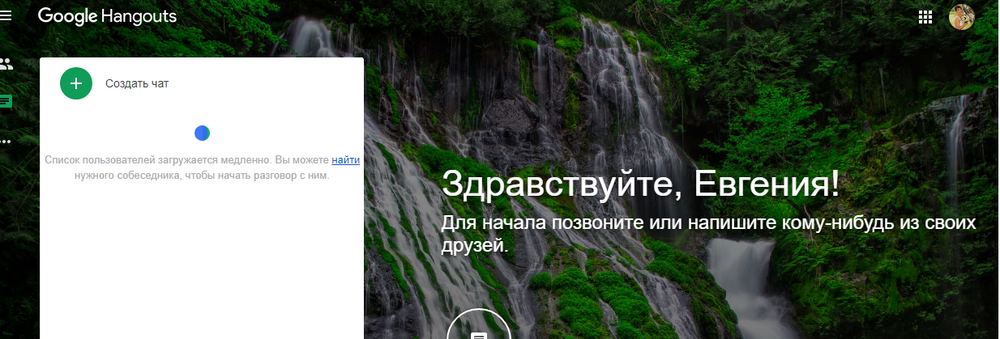 Google Hangouts
Создать чат
Список пользователей загружается медленно. Вы можете найти
нужного собеседника, чтобы начать разговор с ним.
Здравствуйте, Евгения!
Для начала позвоните или напишите кому-нибудь из своих
друзей.